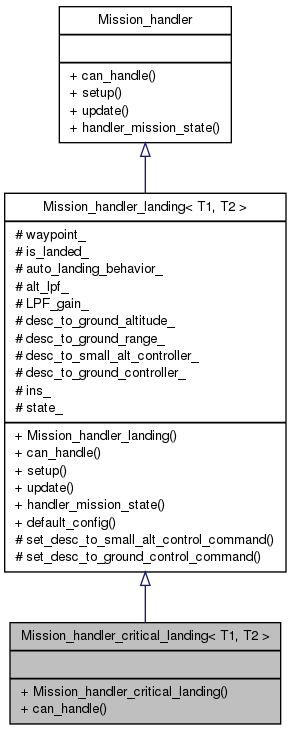 Mission_handler
+ can_handle()
+ setup()
+ update()
+ handler_mission_state()
Mission_handler_landing< T1, T2 >
# waypoint_
# is_landed_
# auto_landing_behavior_
# alt_lpf_
# LPF_gain_
# desc_to_ground_altitude_
# desc_to_ground_range_
# desc_to_small_alt_controller_
# desc_to_ground_controller_
# ins_
# state_
+ Mission_handler_landing()
+ can_handle()
+ setup()
+ update()
+ handler_mission_state()
+ default_config()
# set_desc_to_small_alt_control_command()
# set_desc_to_ground_control_command()
Mission_handler_critical_landing< T1, T2 >
+ Mission_handler_critical_landing()
+ can_handle()